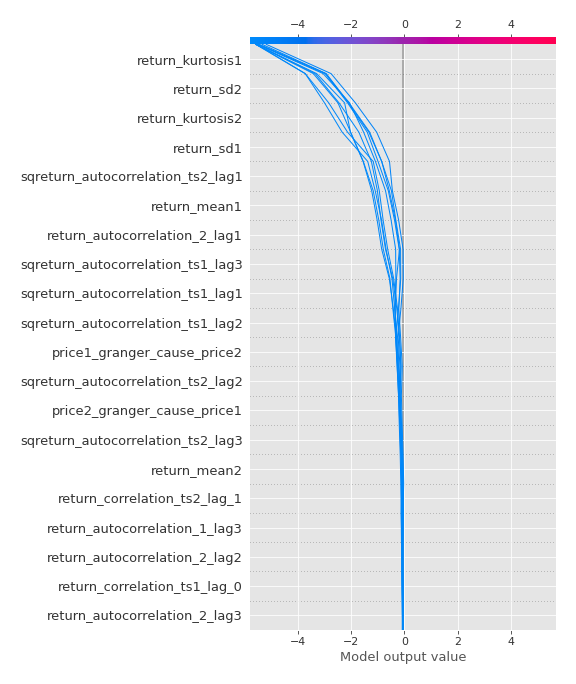 −4 −2 0 2 4
return_kurtosis1
return_sd2
return_kurtosis2
return_sd1
sqreturn_autocorrelation_ts2_lag1
return_mean1
return_autocorrelation_2_lag1
sqreturn_autocorrelation_ts1_lag3
sqreturn_autocorrelation_ts1_lag1
sqreturn_autocorrelation_ts1_lag2
price1_granger_cause_price2
sqreturn_autocorrelation_ts2_lag2
price2_granger_cause_price1
sqreturn_autocorrelation_ts2_lag3
return_mean2
return_correlation_ts2_lag_1
return_autocorrelation_1_lag3
return_autocorrelation_2_lag2
return_correlation_ts1_lag_0
return_autocorrelation_2_lag3
−4 −2 0 2 4
Model output value